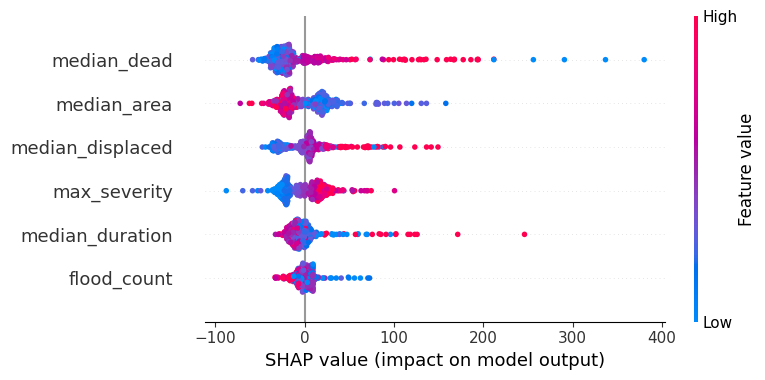 High
median_dead
median_area
median_displaced
max_severity
median_duration
flood_count
Feature value
Low
−100 0 100 200 300 400
SHAP value (impact on model output)